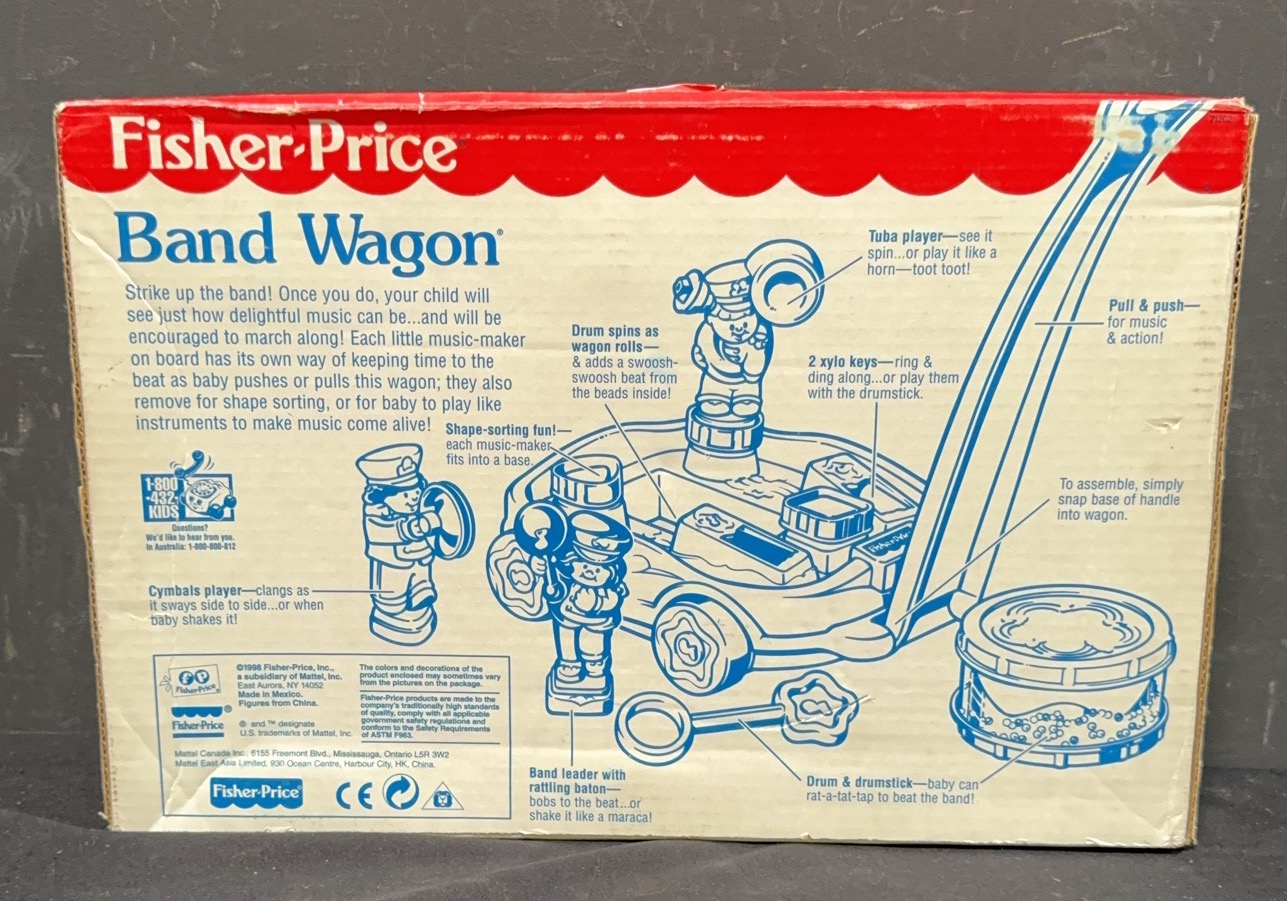 Fisher-Price
Band Wagon®
Strike up the band! Once you do, your child will
see just how delightful music can be...and will be
encouraged to march along! Each little music-maker
on board has its own way of keeping time to the
beat as baby pushes or pulls this wagon; they also
remove for shape sorting, or for baby to play like
instruments to make music come alive!
Tuba player—see it
spin...or play it like a
horn—toot toot!
Pull & push—
for music
& action!
Drum spins as
wagon rolls—
& adds a swoosh-
swoosh beat from
the beads inside!
2 xylo keys—ring &
ding along...or play them
with the drumstick.
Shape-sorting fun!—
each music-maker
fits into a base.
1-800
-432-
KIDS
Questions?
We'd like to hear from you.
In Australia: 1-800-800-812
To assemble, simply
snap base of handle
into wagon.
Fisher-Price
Cymbals player—clangs as
it sways side to side...or when
baby shakes it!
FP
Fisher-Price
©1998 Fisher-Price, Inc.,
a subsidiary of Mattel, Inc.
East Aurora, NY 14052
Made in Mexico.
Figures from China.
Fisher-Price®
® and ™ designate
U.S. trademarks of Mattel, Inc.
The colors and decorations of the
product enclosed may sometimes vary
from the pictures on the package.
Fisher-Price products are made to the
company's traditionally high standards
of quality, comply with all applicable
government safety regulations and
conform to the Safety Requirements
of ASTM F963.
Mattel Canada Inc., 6155 Freemont Blvd., Mississauga, Ontario L5R 3W2
Mattel East Asia Limited, 930 Ocean Centre, Harbour City, HK, China.
Fisher-Price®
CE
Band leader with
rattling baton—
bobs to the beat...or
shake it like a maraca!
Drum & drumstick—baby can
rat-a-tat-tap to beat the band!